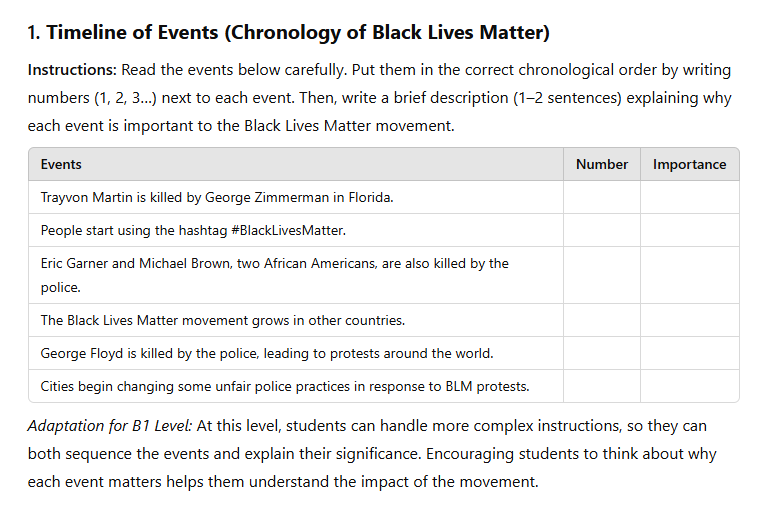 1. Timeline of Events (Chronology of Black Lives Matter)
Instructions: Read the events below carefully. Put them in the correct chronological order by writing
numbers (1, 2, 3...) next to each event. Then, write a brief description (1–2 sentences) explaining why
each event is important to the Black Lives Matter movement.
Events Number Importance
Trayvon Martin is killed by George Zimmerman in Florida.
People start using the hashtag #BlackLivesMatter.
Eric Garner and Michael Brown, two African Americans, are also killed by the
police.
The Black Lives Matter movement grows in other countries.
George Floyd is killed by the police, leading to protests around the world.
Cities begin changing some unfair police practices in response to BLM protests.
Adaptation for B1 Level: At this level, students can handle more complex instructions, so they can
both sequence the events and explain their significance. Encouraging students to think about why
each event matters helps them understand the impact of the movement.